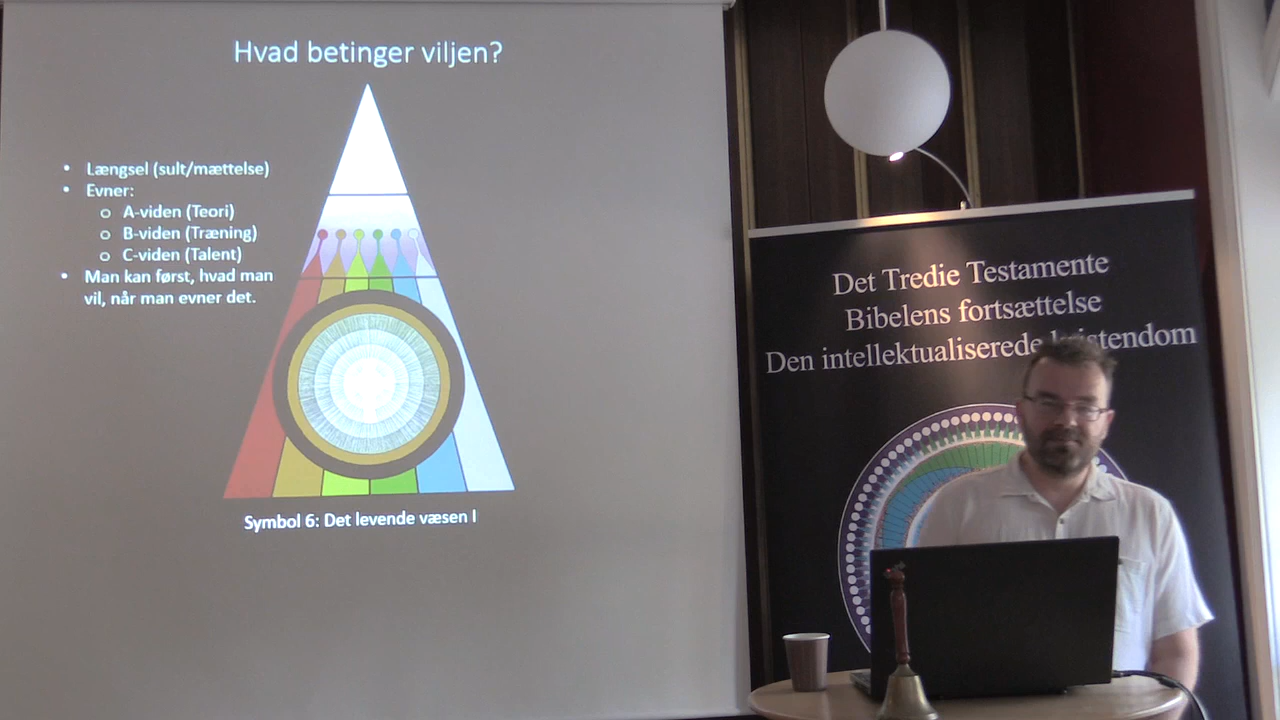 Hvad betinger viljen?
• Længsel (sult/mættelse)
• Evner:
o A-viden (Teori)
o B-viden (Træning)
o C-viden (Talent)
• Man kan først, hvad man
vil, når man evner det.
Symbol 6: Det levende væsen I
Det Tredie Testamente
Bibelens fortsættelse
Den intellektualiserede kristendom